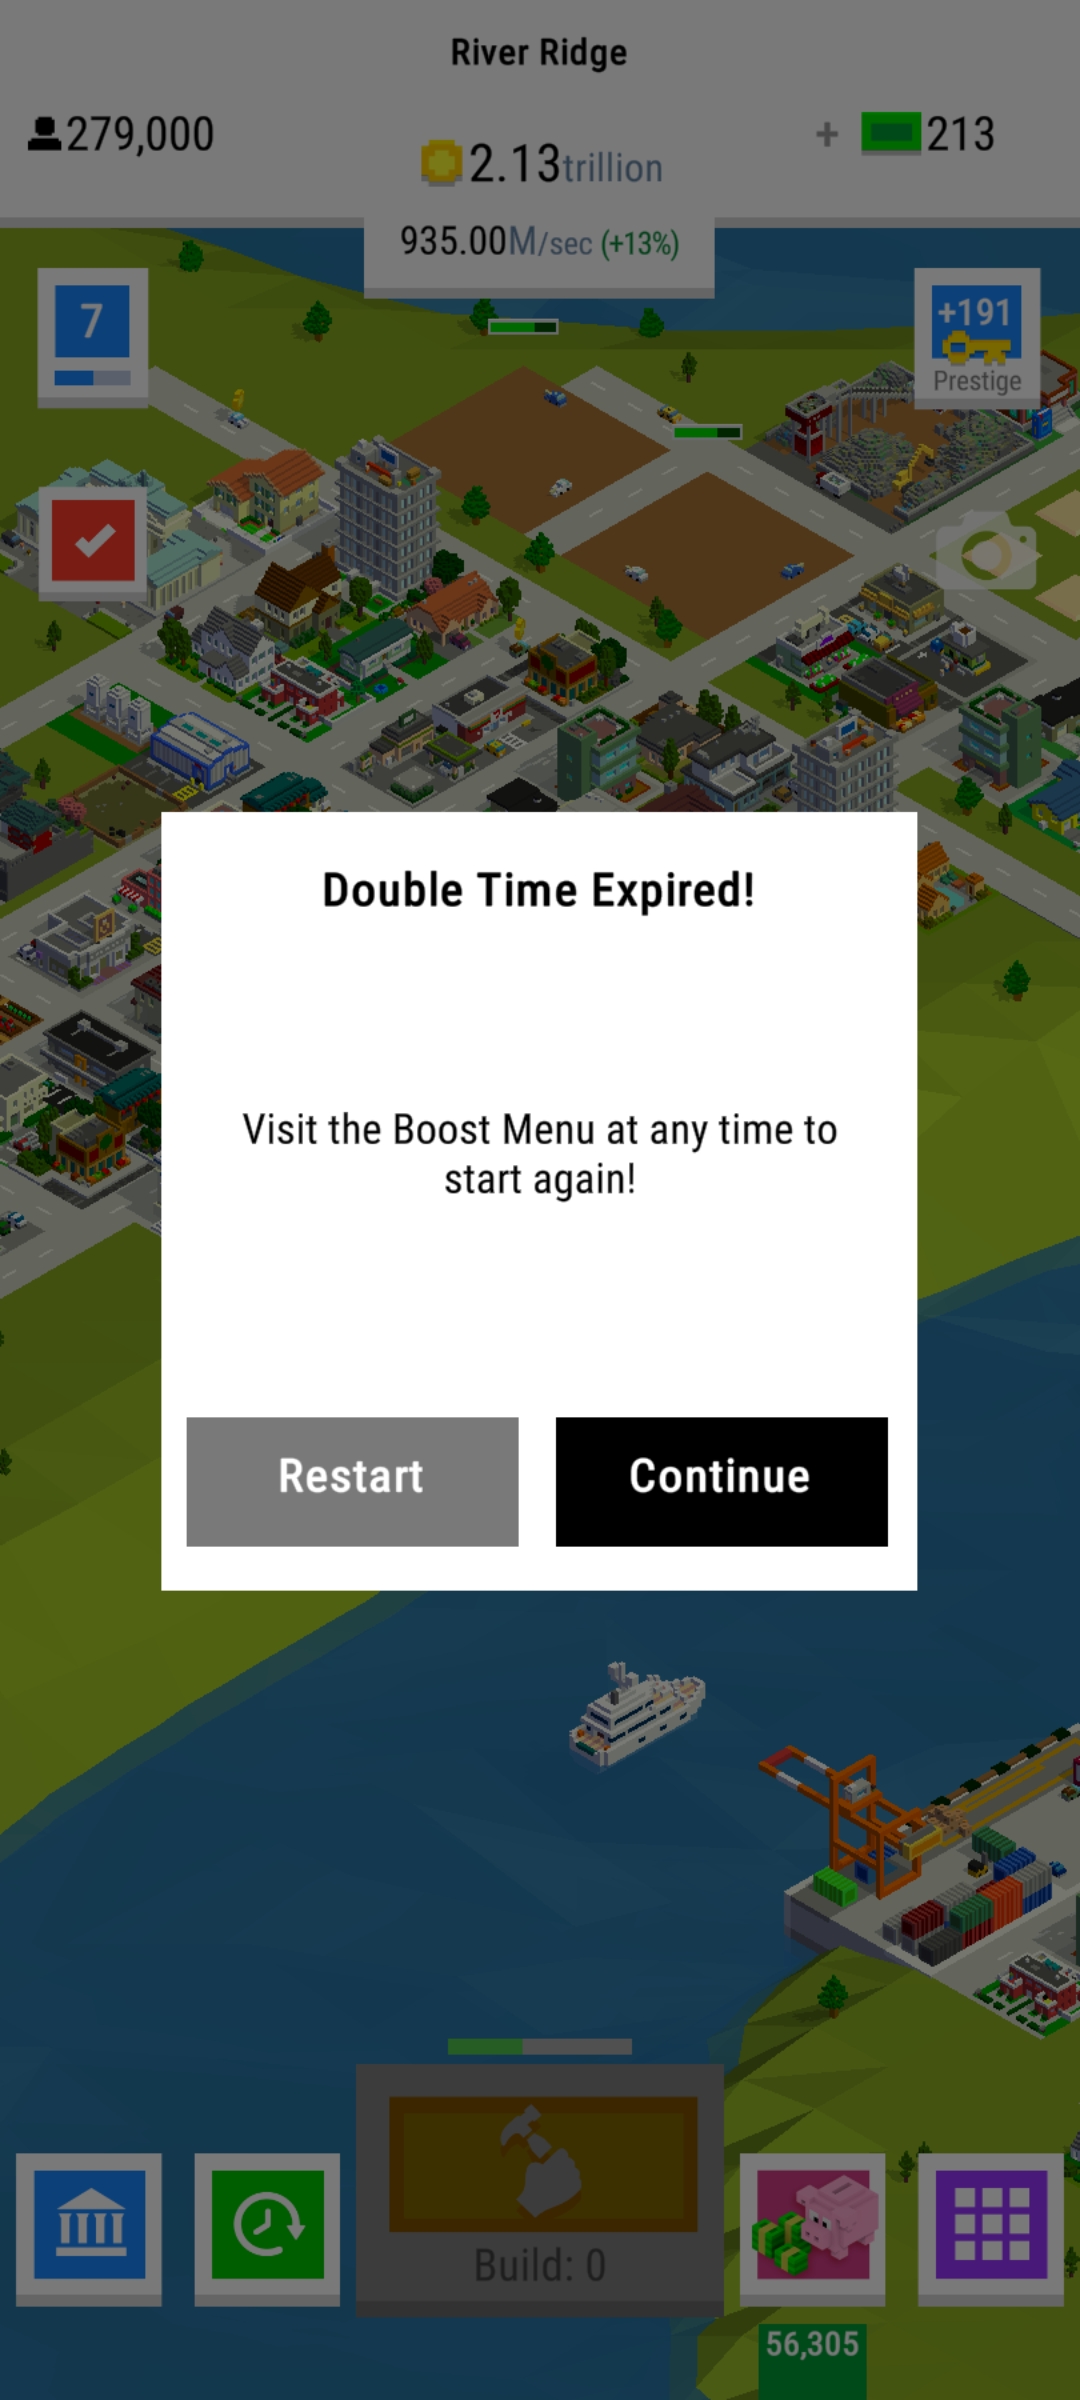 River Ridge
279,000
2.13trillion
+ 213
935.00M/sec (+13%)
7
+191
Prestige
Double Time Expired!
Visit the Boost Menu at any time to
start again!
Restart
Continue
Build: 0
56,305